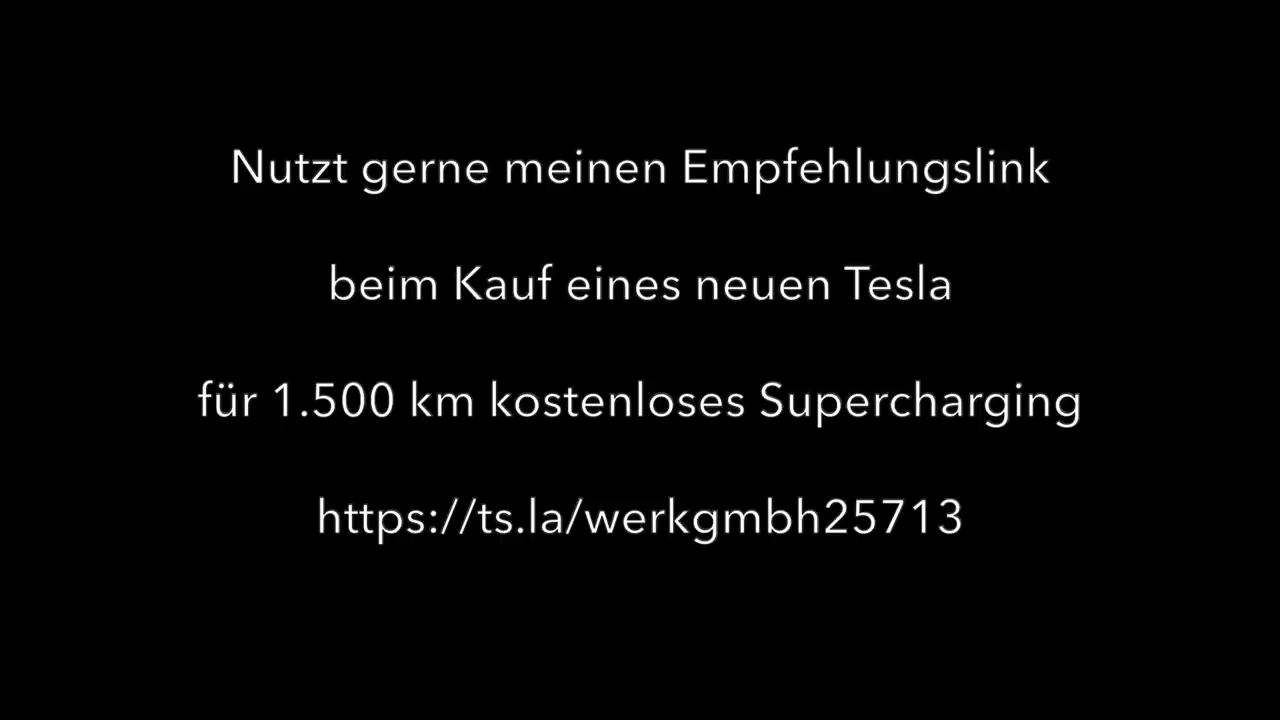 Nutzt gerne meinen Empfehlungslink
beim Kauf eines neuen Tesla
für 1.500 km kostenloses Supercharging
https://ts.la/werkgmbh25713